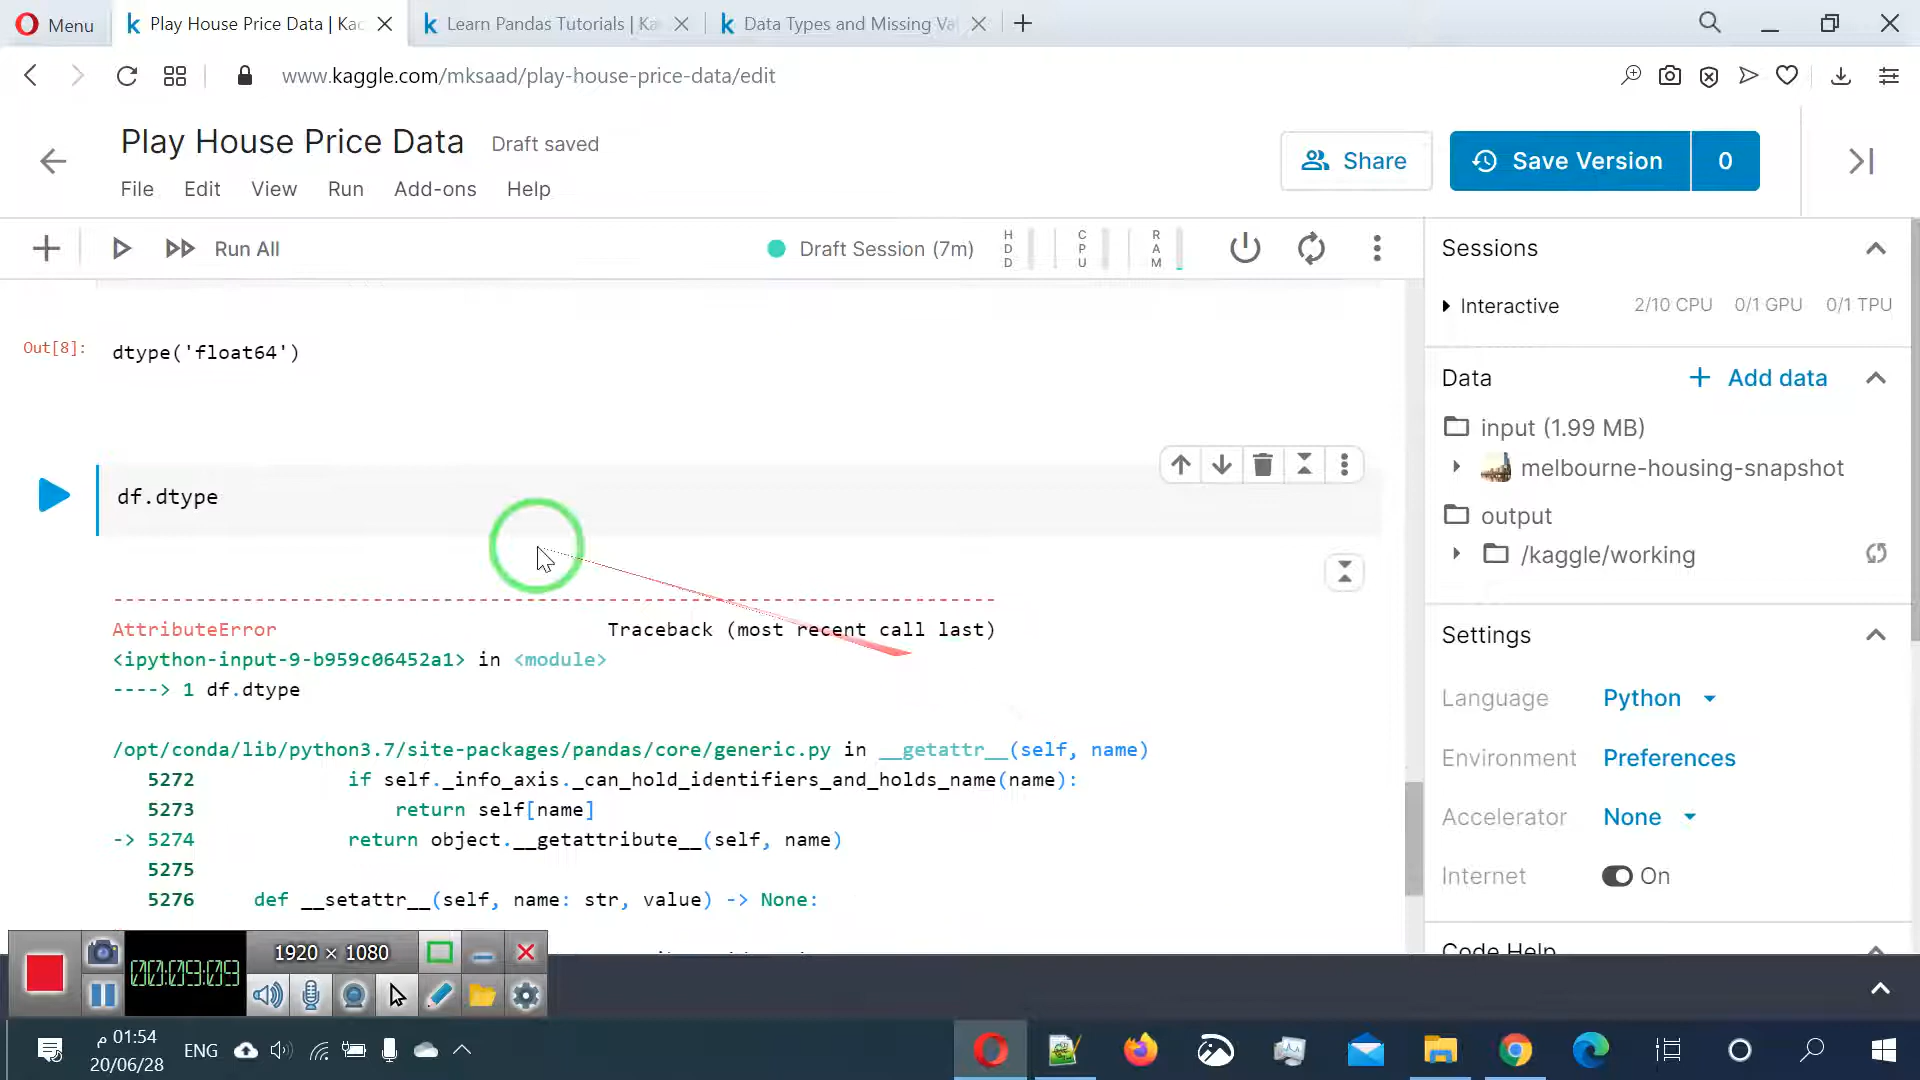 Menu
Play House Price Data | Kac
Learn Pandas Tutorials | Ka
Data Types and Missing Va
www.kaggle.com/mksaad/play-house-price-data/edit
Play House Price Data
Draft saved
File Edit View Run Add-ons Help
Share
Save Version
0
Run All
Draft Session (7m)
HDD
CPU
RAM
Out[8]:
dtype('float64')
df.dtype
---------------------------------------------------------------------------
AttributeError Traceback (most recent call last)
<ipython-input-9-b959c06452a1> in <module>
----> 1 df.dtype
/opt/conda/lib/python3.7/site-packages/pandas/core/generic.py in __getattr__(self, name)
5272 if self._info_axis._can_hold_identifiers_and_holds_name(name):
5273 return self[name]
-> 5274 return object.__getattribute__(self, name)
5275
5276 def __setattr__(self, name: str, value) -> None:
Sessions
Interactive 2/10 CPU 0/1 GPU 0/1 TPU
Data
+ Add data
input (1.99 MB)
melbourne-housing-snapshot
output
/kaggle/working
Settings
Language Python
Environment Preferences
Accelerator None
Internet On
Code Help
1920 × 1080
00:09:09
01:54 م
20/06/28
ENG